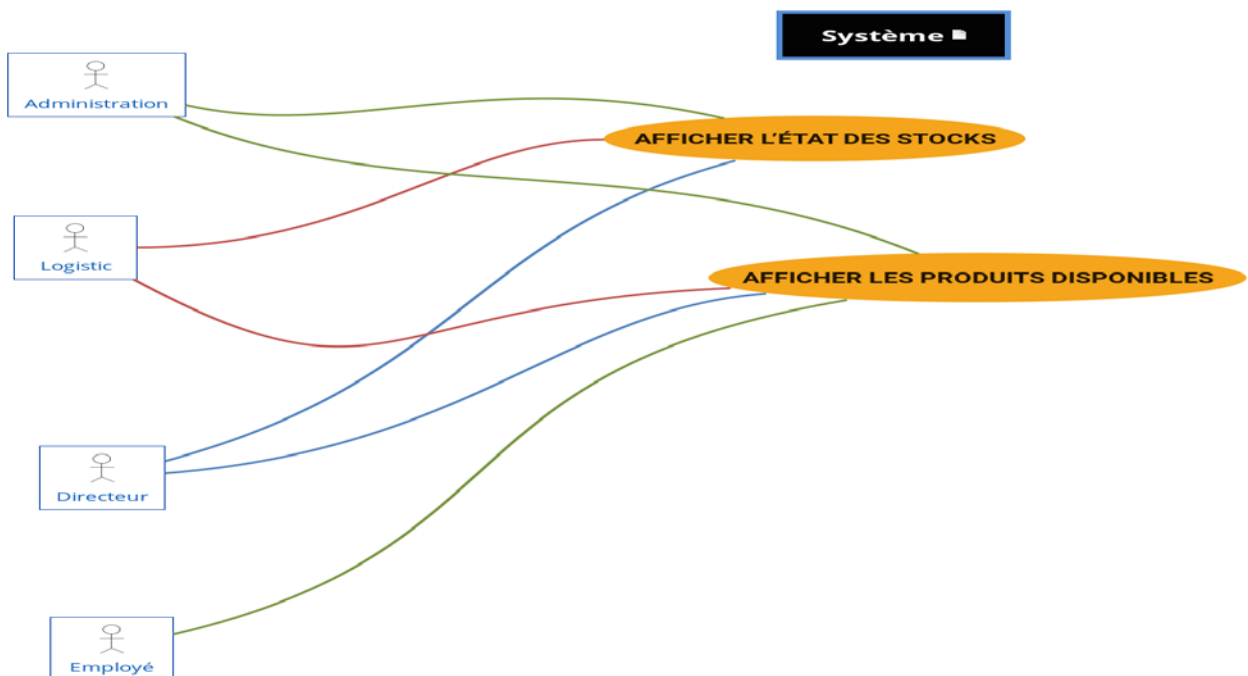 Système
Administration
AFFICHER L'ÉTAT DES STOCKS
Logistic
AFFICHER LES PRODUITS DISPONIBLES
Directeur
Employé